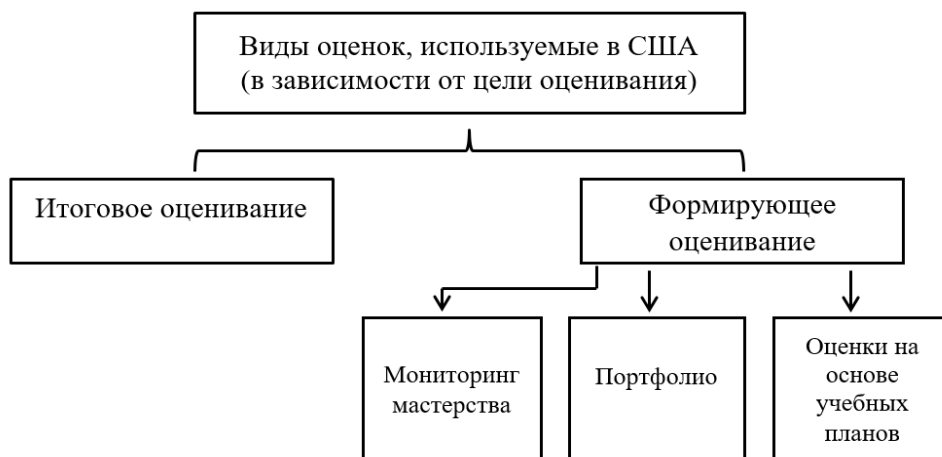 Виды оценок, используемые в США
(в зависимости от цели оценивания)
Итоговое оценивание
Формирующее
оценивание
Мониторинг
мастерства
Портфолио
Оценки на
основе
учебных
планов